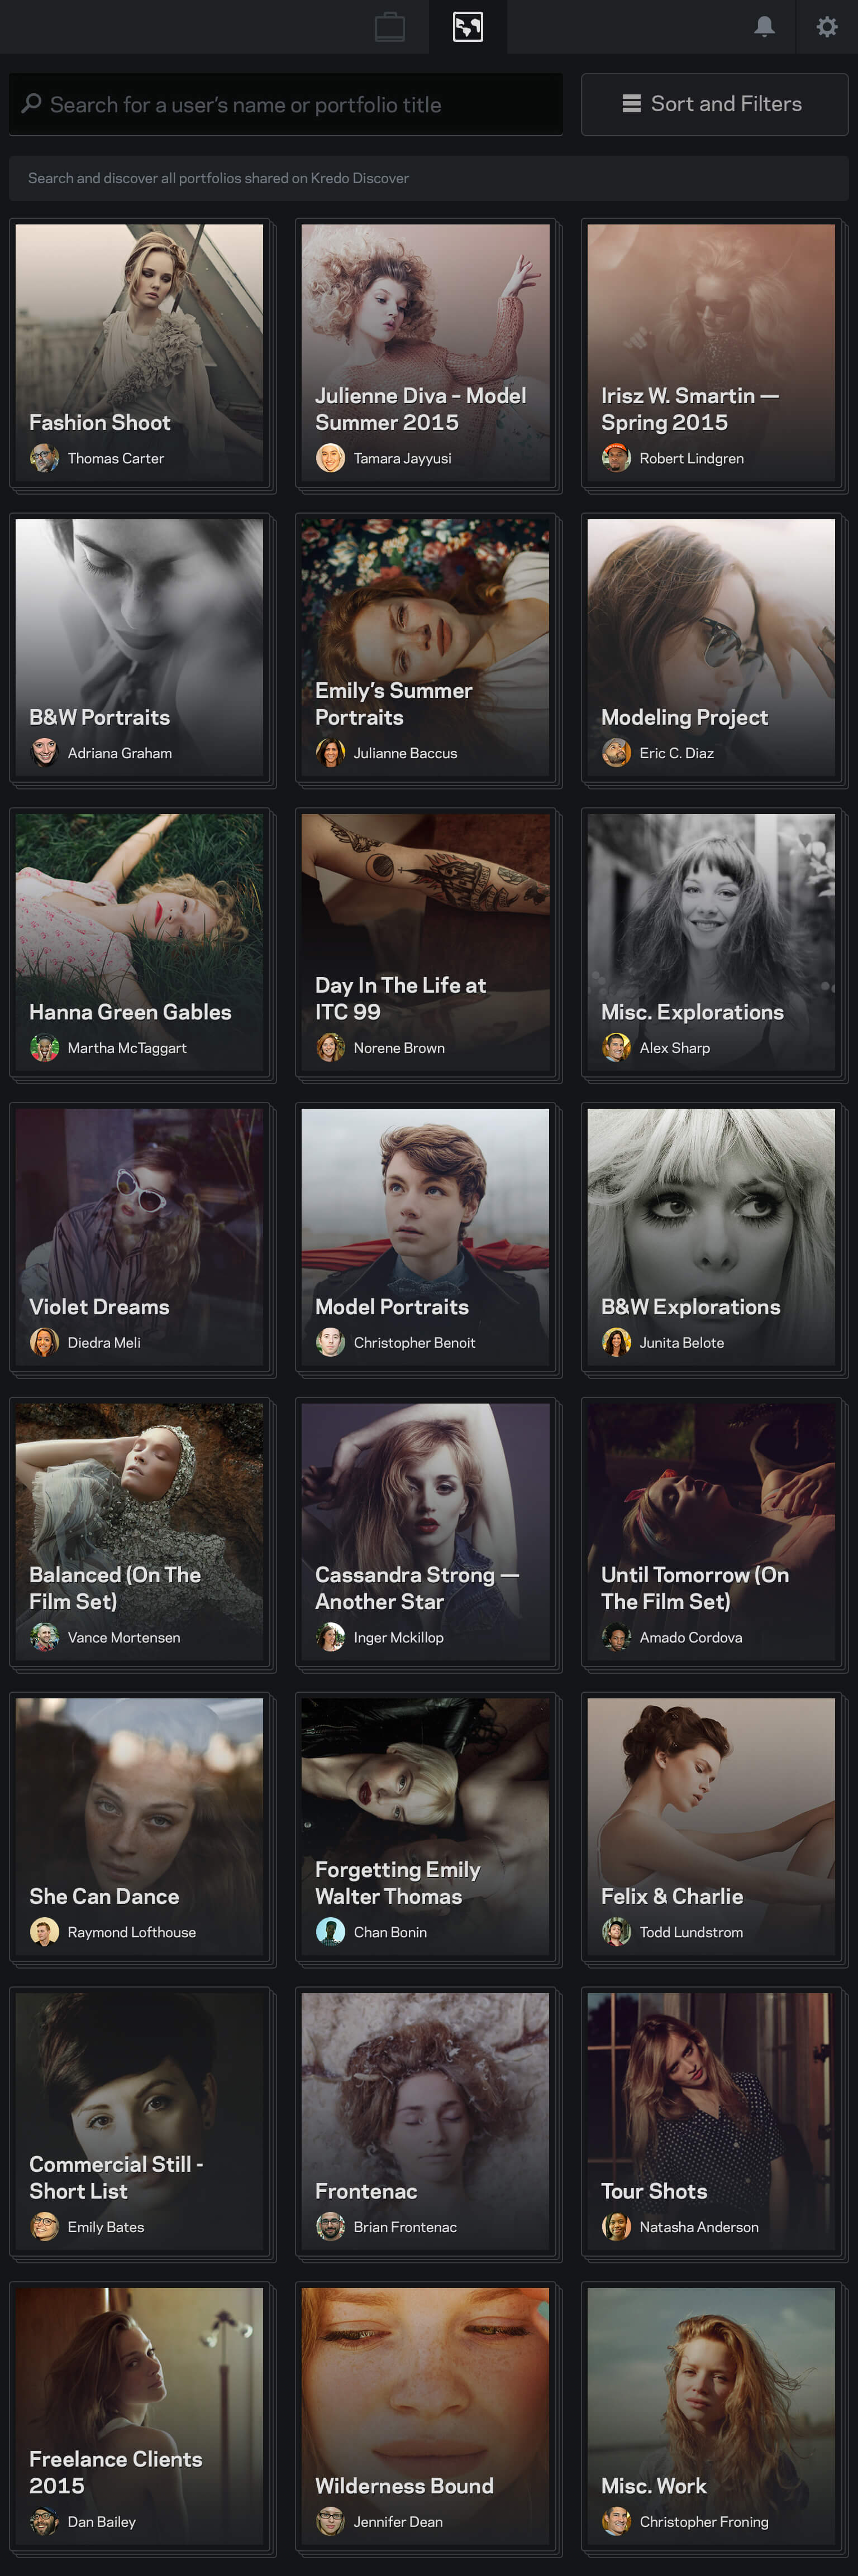 Search for a user's name or portfolio title
Sort and Filters
Search and discover all portfolios shared on Kredo Discover
Fashion Shoot
Thomas Carter
Julienne Diva – Model
Summer 2015
Tamara Jayyusi
Irisz W. Smartin —
Spring 2015
Robert Lindgren
B&W Portraits
Adriana Graham
Emily's Summer
Portraits
Julianne Baccus
Modeling Project
Eric C. Diaz
Hanna Green Gables
Martha McTaggart
Day In The Life at
ITC 99
Norene Brown
Misc. Explorations
Alex Sharp
Violet Dreams
Diedra Meli
Model Portraits
Christopher Benoit
B&W Explorations
Junita Belote
Balanced (On The
Film Set)
Vance Mortensen
Cassandra Strong —
Another Star
Inger Mckillop
Until Tomorrow (On
The Film Set)
Amado Cordova
She Can Dance
Raymond Lofthouse
Forgetting Emily
Walter Thomas
Chan Bonin
Felix & Charlie
Todd Lundstrom
Commercial Still -
Short List
Emily Bates
Frontenac
Brian Frontenac
Tour Shots
Natasha Anderson
Freelance Clients
2015
Dan Bailey
Wilderness Bound
Jennifer Dean
Misc. Work
Christopher Froning